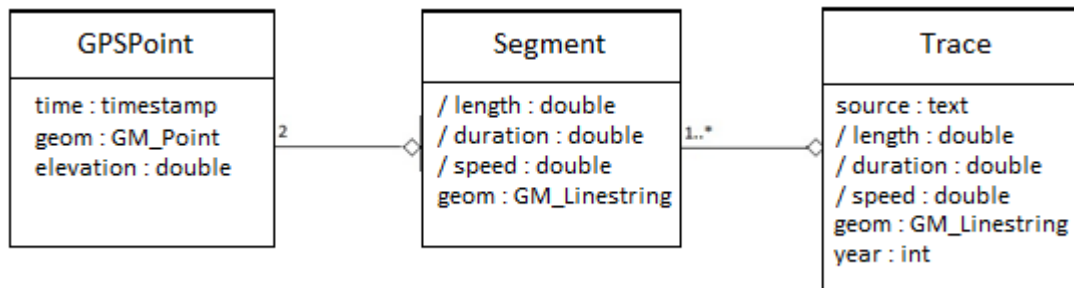 GPSPoint
time : timestamp
geom : GM_Point
elevation : double
2
Segment
/ length : double
/ duration : double
/ speed : double
geom : GM_Linestring
1..*
Trace
source : text
/ length : double
/ duration : double
/ speed : double
geom : GM_Linestring
year : int